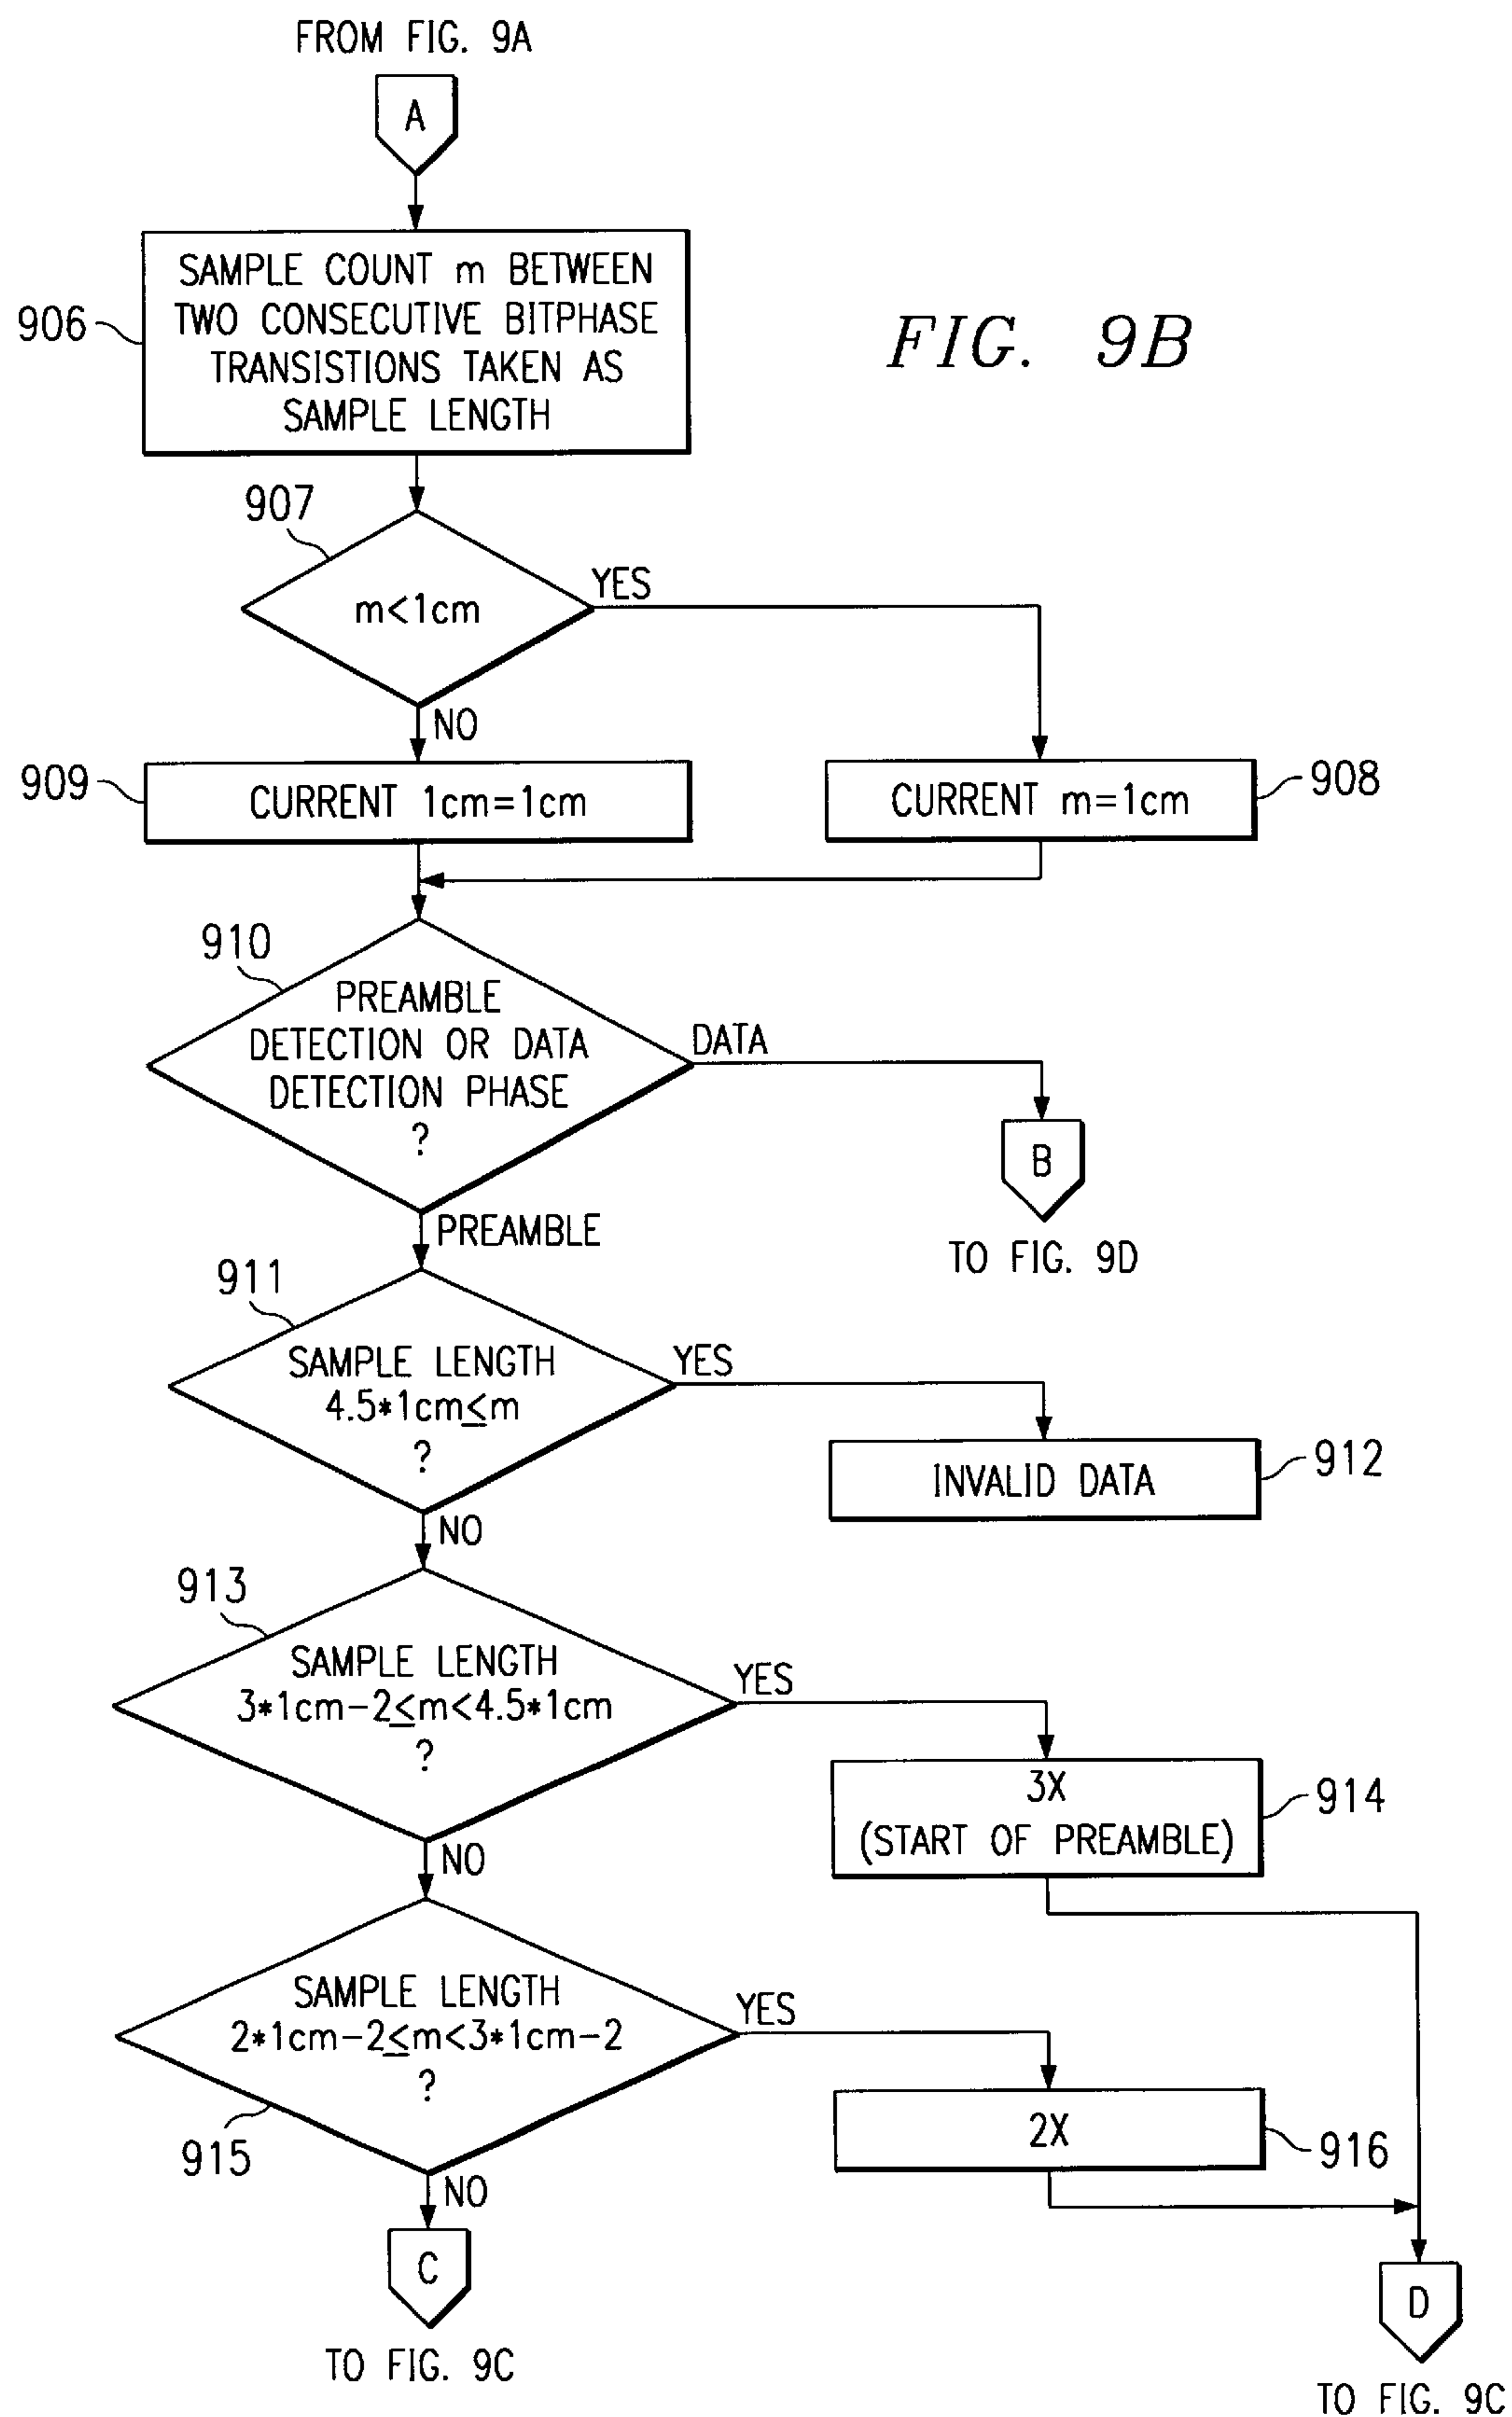 FROM FIG. 9A
A
906
SAMPLE COUNT m BETWEEN
TWO CONSECUTIVE BITPHASE
TRANSISTIONS TAKEN AS
SAMPLE LENGTH
FIG. 9B
907
m<1cm
YES
NO
909
CURRENT 1cm=1cm
CURRENT m=1cm
908
910
PREAMBLE
DETECTION OR DATA
DETECTION PHASE
?
DATA
B
TO FIG. 9D
PREAMBLE
911
SAMPLE LENGTH
4.5*1cm≤m
?
YES
INVALID DATA
912
NO
913
SAMPLE LENGTH
3*1cm-2≤m<4.5*1cm
?
YES
3X
(START OF PREAMBLE)
914
NO
SAMPLE LENGTH
2*1cm-2≤m<3*1cm-2
?
YES
915
2X
916
NO
C
TO FIG. 9C
D
TO FIG. 9C